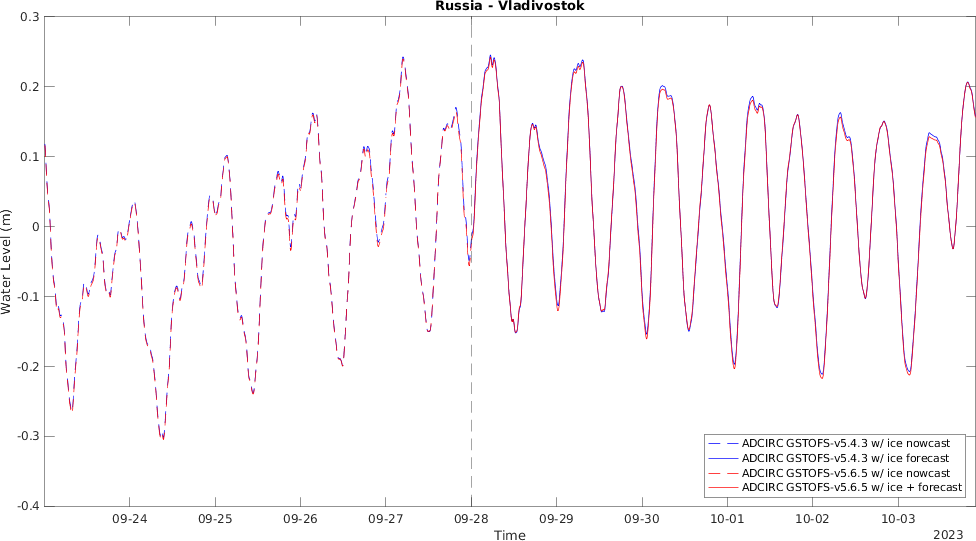 Russia - Vladivostok
0.3
0.2
0.1
0
-0.1
-0.2
-0.3
-0.4
Water Level (m)
ADCIRC GSTOFS-v5.4.3 w/ ice nowcast
ADCIRC GSTOFS-v5.4.3 w/ ice forecast
ADCIRC GSTOFS-v5.6.5 w/ ice nowcast
ADCIRC GSTOFS-v5.6.5 w/ ice + forecast
09-24 09-25 09-26 09-27 09-28 09-29 09-30 10-01 10-02 10-03
Time
2023